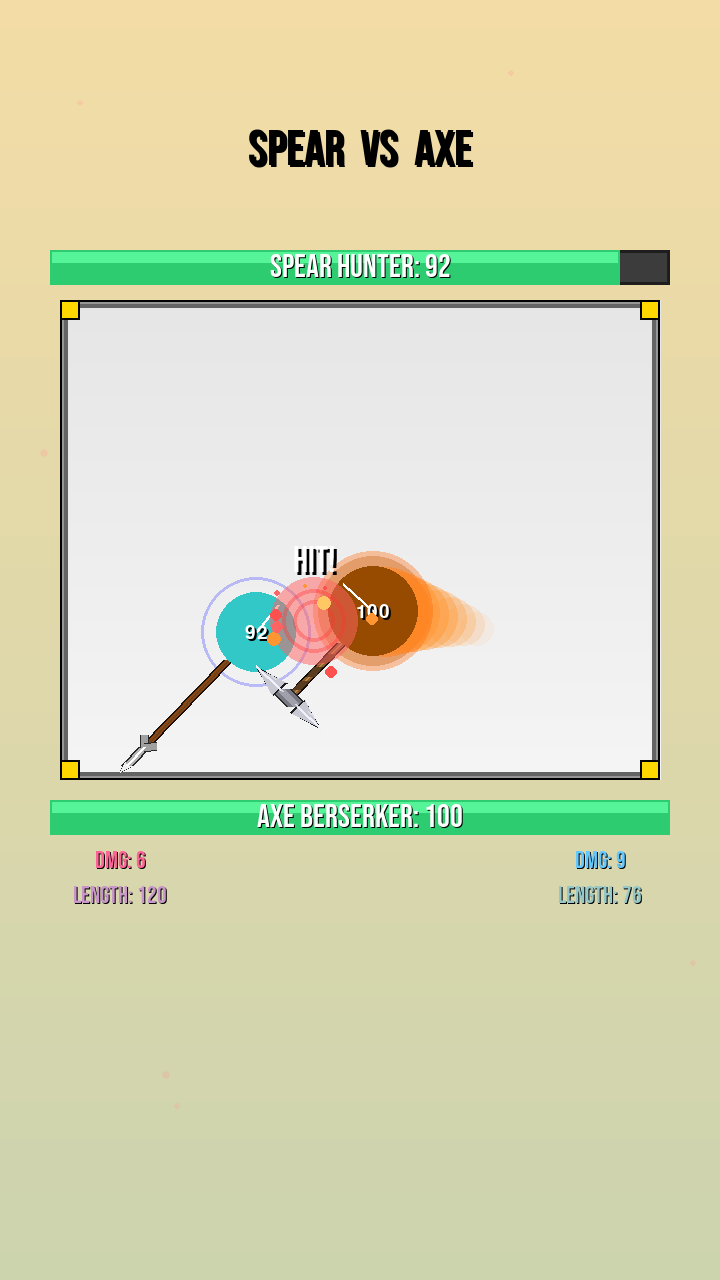 SPEAR VS AXE
SPEAR HUNTER: 92
HIT!
92
100
AXE BERSERKER: 100
DMG: 6
DMG: 9
LENGTH: 120
LENGTH: 76